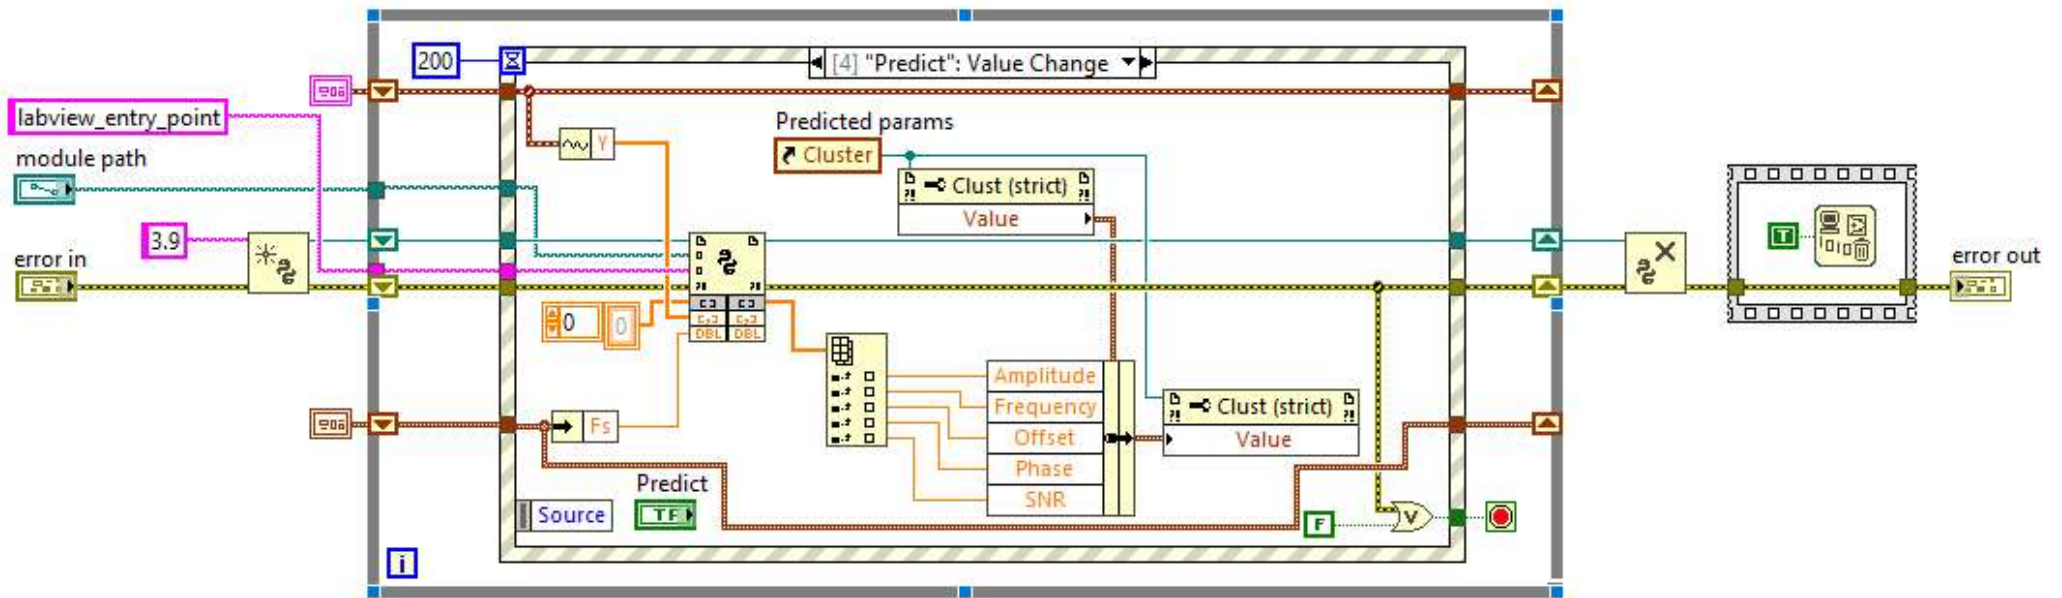 200
[4] "Predict": Value Change
labview_entry_point
module path
3.9
error in
Y
Predicted params
Cluster
Clust (strict)
Value
0
0
DBL DBL
Fs
Amplitude
Frequency
Offset
Phase
SNR
Clust (strict)
Value
Predict
Source
TF
F
V
i
T
error out